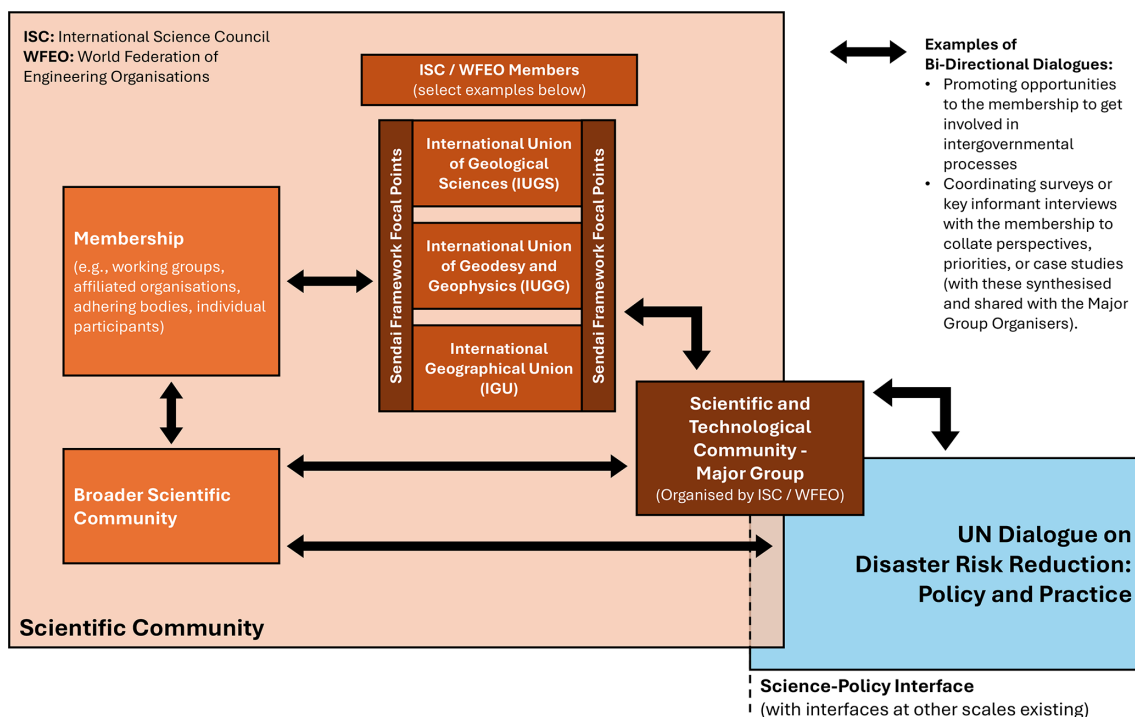 ISC: International Science Council
WFEO: World Federation of
Engineering Organisations
ISC / WFEO Members
(select examples below)
Sendai Framework Focal Points
International Union
of Geological
Sciences (IUGS)
International Union
of Geodesy and
Geophysics (IUGG)
International
Geographical Union
(IGU)
Sendai Framework Focal Points
Membership
(e.g., working groups,
affiliated organisations,
adhering bodies, individual
participants)
Broader Scientific
Community
Scientific and
Technological
Community -
Major Group
(Organised by ISC / WFEO)
Examples of
Bi-Directional Dialogues:
• Promoting opportunities
to the membership to get
involved in
intergovernmental
processes
• Coordinating surveys or
key informant interviews
with the membership to
collate perspectives,
priorities, or case studies
(with these synthesised
and shared with the Major
Group Organisers).
UN Dialogue on
Disaster Risk Reduction:
Policy and Practice
Scientific Community
Science-Policy Interface
(with interfaces at other scales existing)